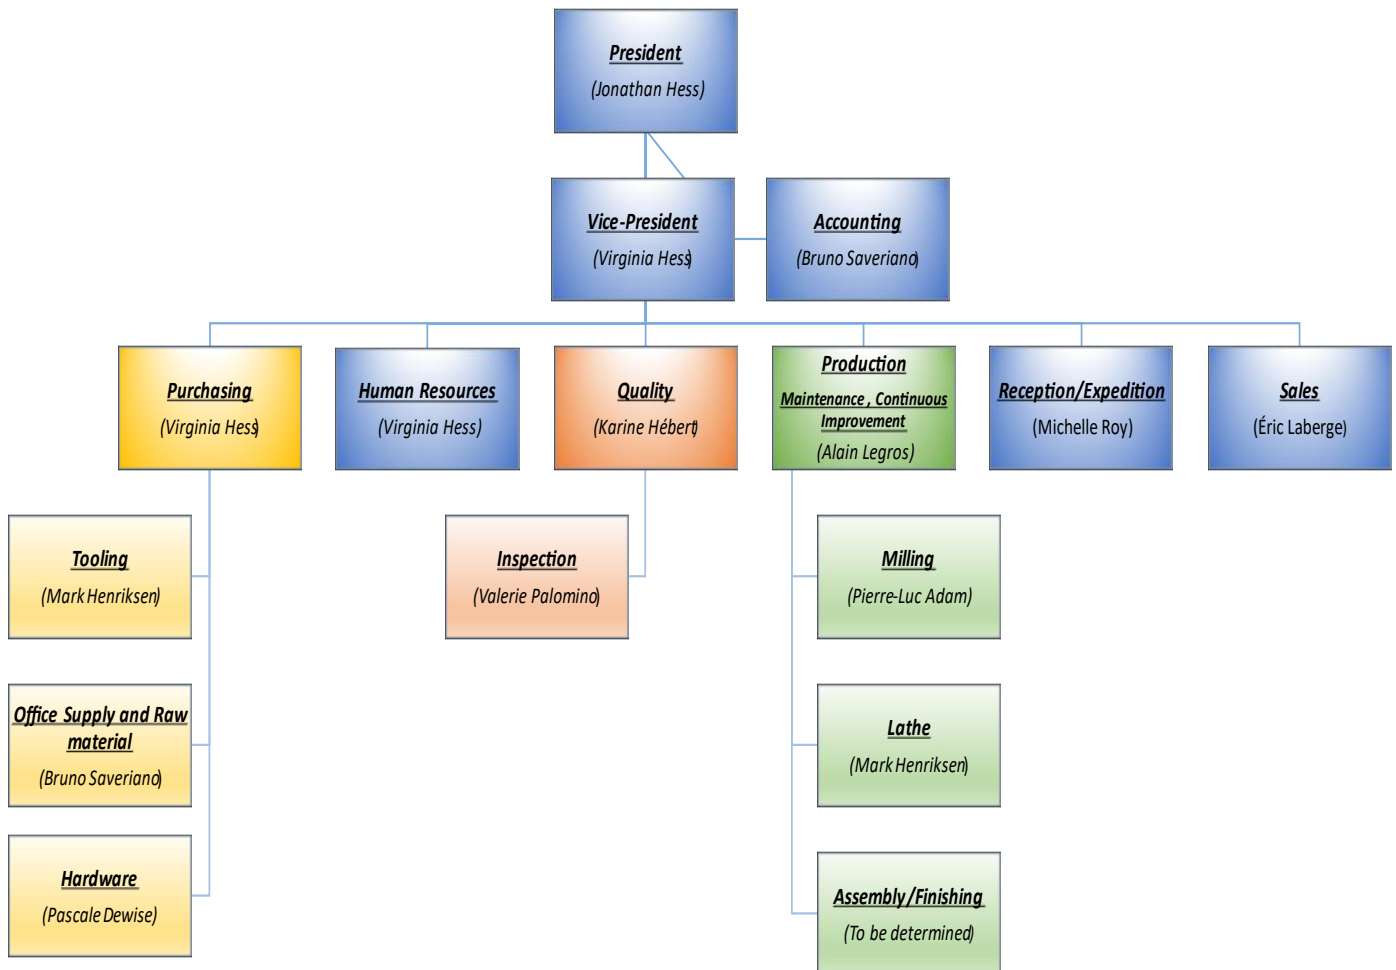 President
(Jonathan Hess)
Vice-President
(Virginia Hess)
Accounting
(Bruno Saveriano)
Purchasing
(Virginia Hess)
Human Resources
(Virginia Hess)
Quality
(Karine Hébert)
Production
Maintenance , Continuous
Improvement
(Alain Legros)
Reception/Expedition
(Michelle Roy)
Sales
(Éric Laberge)
Tooling
(Mark Henriksen)
Inspection
(Valerie Palomino)
Milling
(Pierre-Luc Adam)
Office Supply and Raw
material
(Bruno Saveriano)
Lathe
(Mark Henriksen)
Hardware
(Pascale Dewise)
Assembly/Finishing
(To be determined)